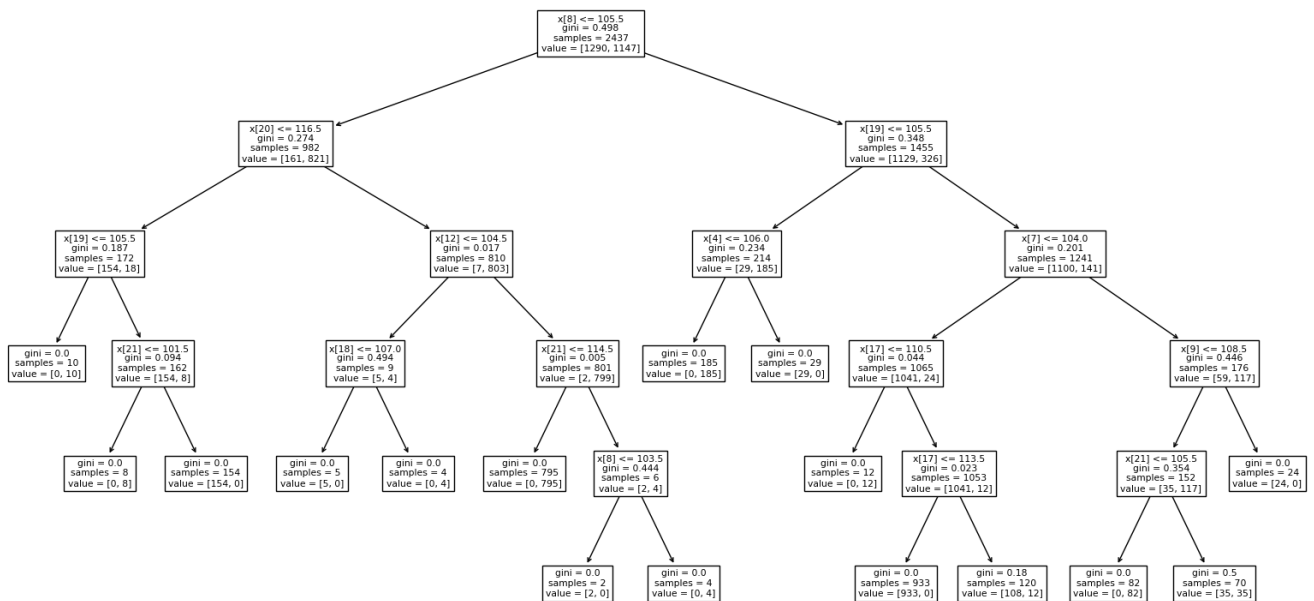 x[8] <= 105.5
gini = 0.498
samples = 2437
value = [1290, 1147]
x[20] <= 116.5
gini = 0.274
samples = 982
value = [161, 821]
x[19] <= 105.5
gini = 0.348
samples = 1455
value = [1129, 326]
x[19] <= 105.5
gini = 0.187
samples = 172
value = [154, 18]
x[12] <= 104.5
gini = 0.017
samples = 810
value = [7, 803]
x[4] <= 106.0
gini = 0.234
samples = 214
value = [29, 185]
x[7] <= 104.0
gini = 0.201
samples = 1241
value = [1100, 141]
gini = 0.0
samples = 10
value = [0, 10]
x[21] <= 101.5
gini = 0.094
samples = 162
value = [154, 8]
x[18] <= 107.0
gini = 0.494
samples = 9
value = [5, 4]
x[21] <= 114.5
gini = 0.005
samples = 801
value = [2, 799]
gini = 0.0
samples = 185
value = [0, 185]
gini = 0.0
samples = 29
value = [29, 0]
x[17] <= 110.5
gini = 0.044
samples = 1065
value = [1041, 24]
x[9] <= 108.5
gini = 0.446
samples = 176
value = [59, 117]
gini = 0.0
samples = 8
value = [0, 8]
gini = 0.0
samples = 154
value = [154, 0]
gini = 0.0
samples = 5
value = [5, 0]
gini = 0.0
samples = 4
value = [0, 4]
gini = 0.0
samples = 795
value = [0, 795]
x[8] <= 103.5
gini = 0.444
samples = 6
value = [2, 4]
gini = 0.0
samples = 12
value = [0, 12]
x[17] <= 113.5
gini = 0.023
samples = 1053
value = [1041, 12]
x[21] <= 105.5
gini = 0.354
samples = 152
value = [35, 117]
gini = 0.0
samples = 24
value = [24, 0]
gini = 0.0
samples = 2
value = [2, 0]
gini = 0.0
samples = 4
value = [0, 4]
gini = 0.0
samples = 933
value = [933, 0]
gini = 0.18
samples = 120
value = [108, 12]
gini = 0.0
samples = 82
value = [0, 82]
gini = 0.5
samples = 70
value = [35, 35]